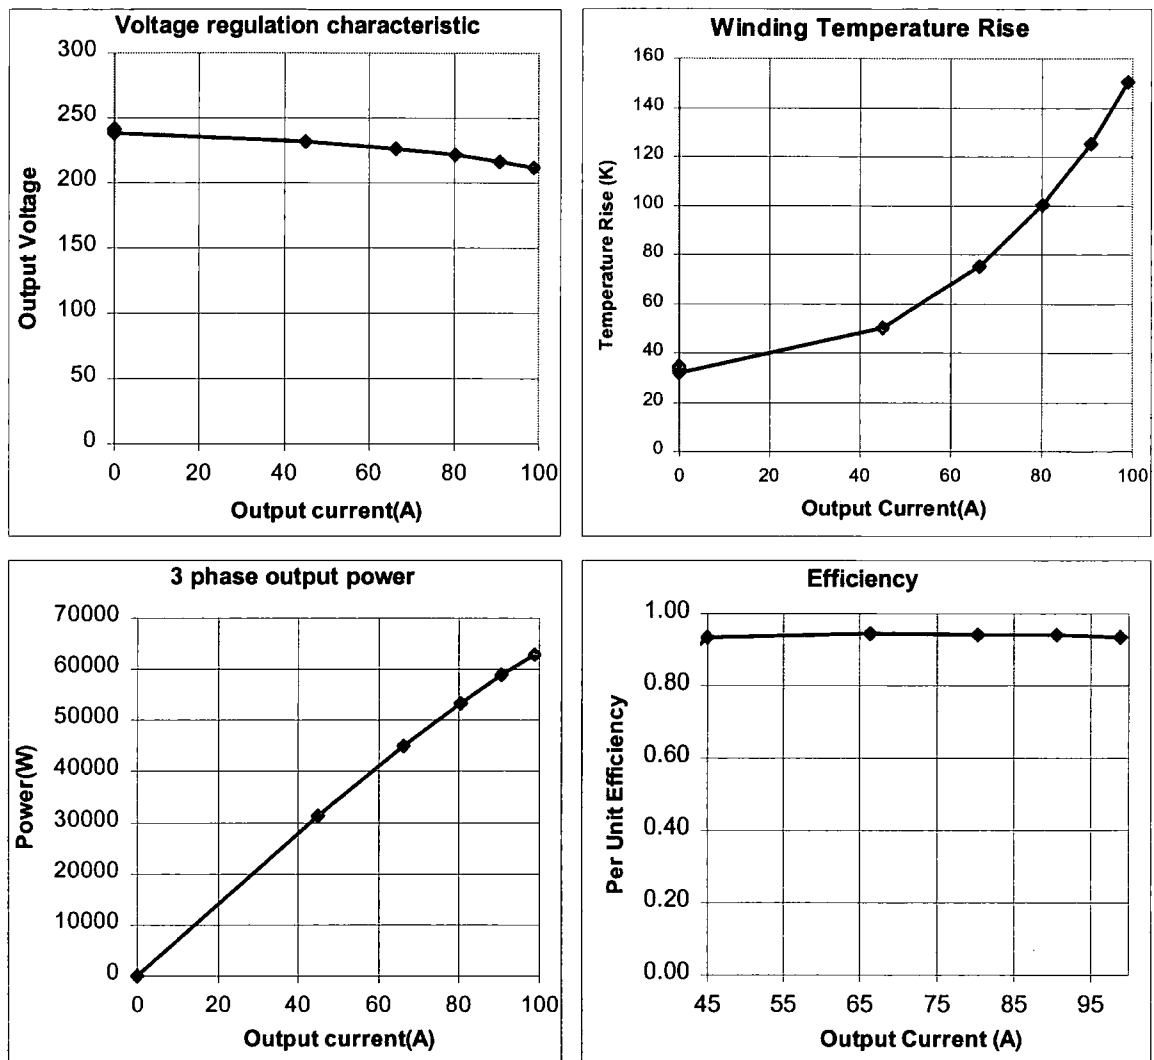 Voltage regulation characteristic
300
250
200
150
100
50
0
Output Voltage
0 20 40 60 80 100
Output current(A)
Winding Temperature Rise
160
140
120
100
80
60
40
20
0
Temperature Rise (K)
0 20 40 60 80 100
Output Current(A)
3 phase output power
70000
60000
50000
40000
30000
20000
10000
0
Power(W)
0 20 40 60 80 100
Output current(A)
Efficiency
1.00
0.80
0.60
0.40
0.20
0.00
Per Unit Efficiency
45 55 65 75 85 95
Output Current (A)